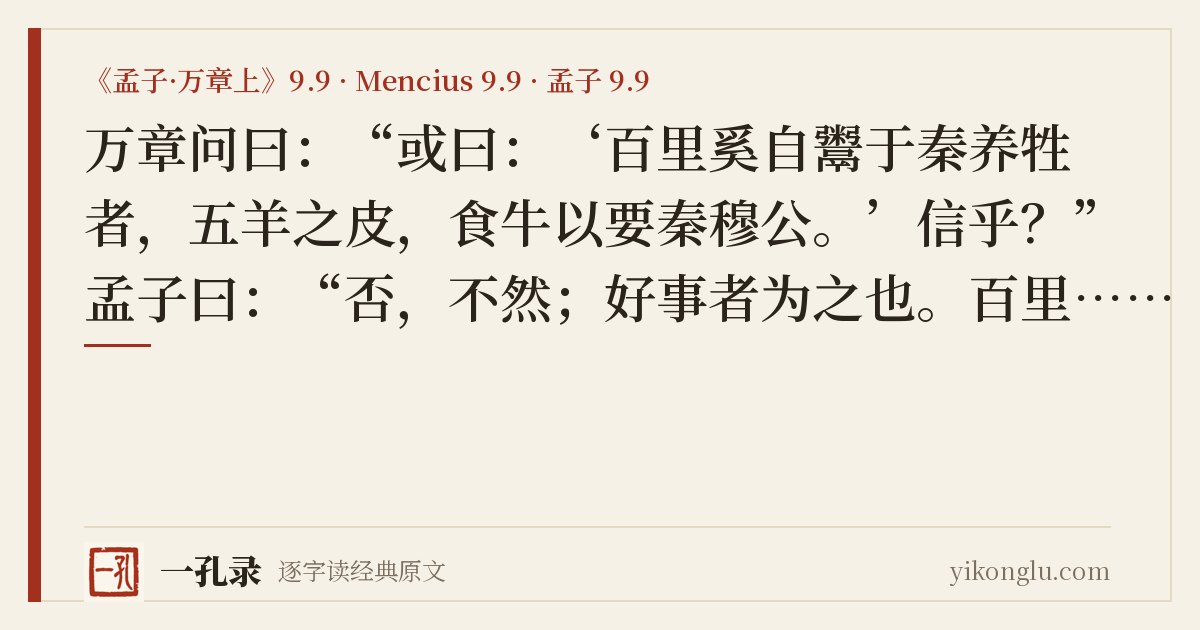 《孟子·万章上》9.9 · Mencius 9.9 · 孟子 9.9
万章问曰：“或曰：‘百里奚自鬻于秦养牲
者，五羊之皮，食牛以要秦穆公。’信乎？”
孟子曰：“否，不然；好事者为之也。百里……
一孔
一孔录 逐字读经典原文 yikonglu.com